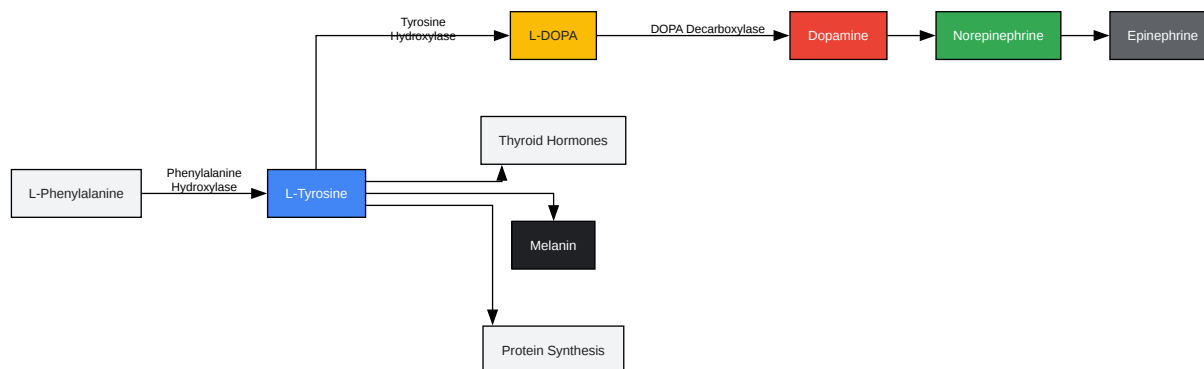 Tyrosine
Hydroxylase
L-DOPA
DOPA Decarboxylase
Dopamine
Norepinephrine
Epinephrine
Thyroid Hormones
L-Phenylalanine
Phenylalanine
Hydroxylase
L-Tyrosine
Melanin
Protein Synthesis